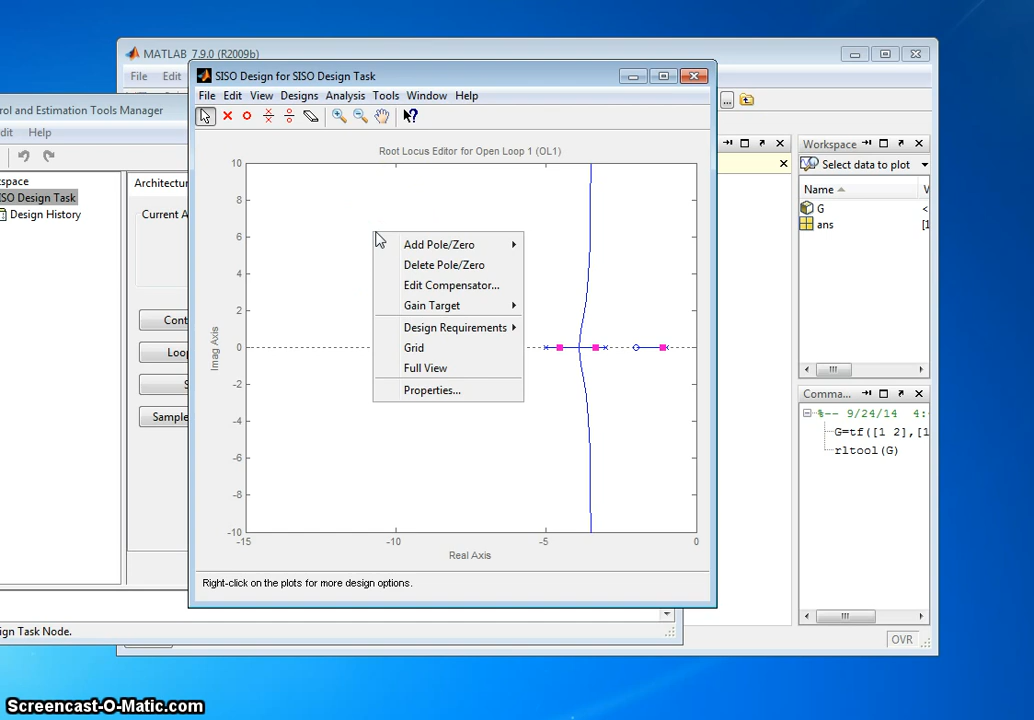 MATLAB 7.9.0 (R2009b)
File Edit
rol and Estimation Tools Manager
dit Help
space
SISO Design Task
Design History
Architecture
Current A
Cont
Loo
S
Sample
ign Task Node.
SISO Design for SISO Design Task
File Edit View Designs Analysis Tools Window Help
Root Locus Editor for Open Loop 1 (OL1)
10
8
6
4
2
0
-2
-4
-6
-8
-10
Imag Axis
-15 -10 -5 0
Real Axis
Add Pole/Zero
Delete Pole/Zero
Edit Compensator...
Gain Target
Design Requirements
Grid
Full View
Properties...
Right-click on the plots for more design options.
...
Workspace
Select data to plot
Name V
G <
ans [1
Comma...
%-- 9/24/14 4:
G=tf([1 2],[1
rltool(G)
OVR
Screencast-O-Matic.com